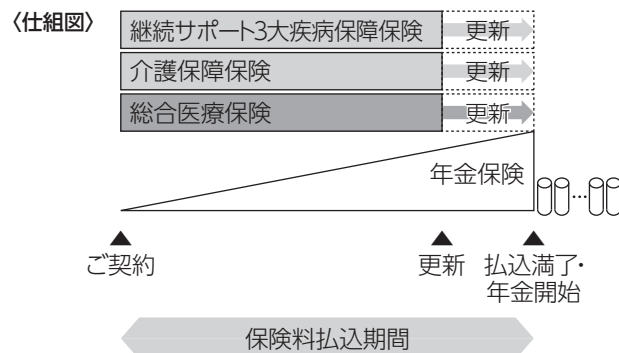 〈仕組図〉
継続サポート3大疾病保障保険
更新
介護保障保険
更新
総合医療保険
更新
年金保険
…
ご契約
更新
払込満了・
年金開始
保険料払込期間